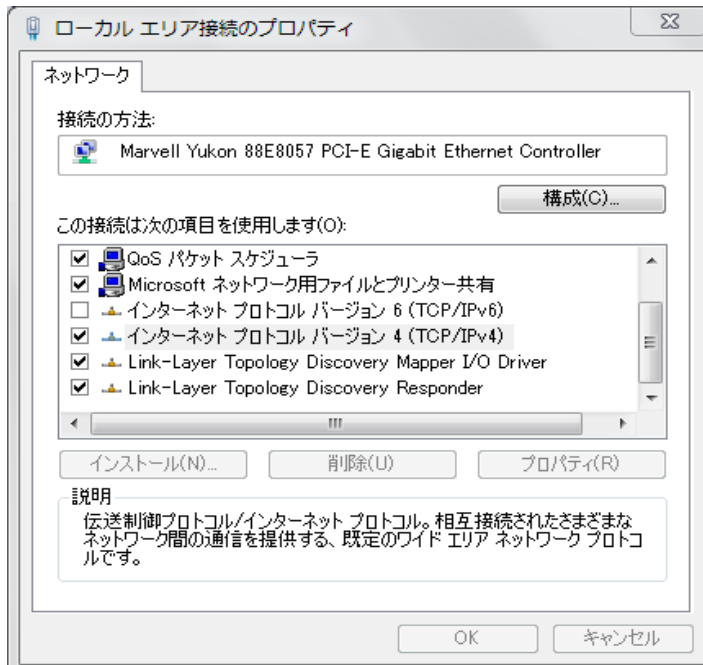 ローカル エリア接続のプロパティ
ネットワーク
接続の方法:
Marvell Yukon 88E8057 PCI-E Gigabit Ethernet Controller
構成(C)...
この接続は次の項目を使用します(O):
QoS パケット スケジューラ
Microsoft ネットワーク用ファイルとプリンター共有
インターネット プロトコル バージョン 6 (TCP/IPv6)
インターネット プロトコル バージョン 4 (TCP/IPv4)
Link-Layer Topology Discovery Mapper I/O Driver
Link-Layer Topology Discovery Responder
インストール(N)...
削除(U)
プロパティ(R)
説明
伝送制御プロトコル/インターネット プロトコル。相互接続されたさまざまな
ネットワーク間の通信を提供する、既定のワイド エリア ネットワーク プロトコ
ルです。
OK
キャンセル